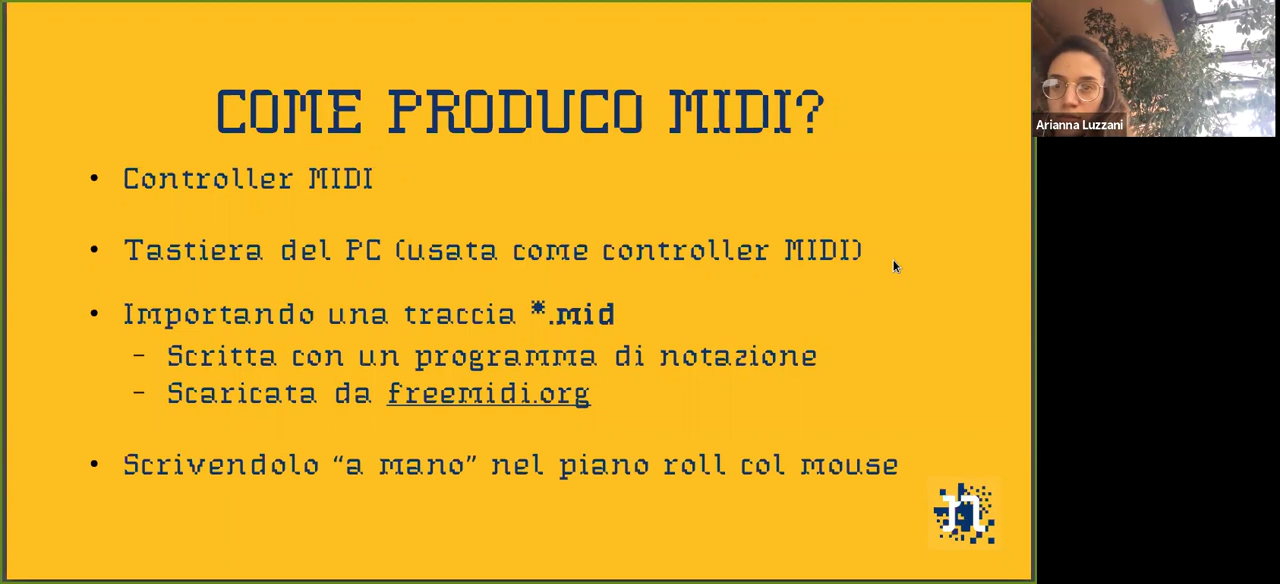 COME PRODUCO MIDI?
• Controller MIDI
• Tastiera del PC (usata come controller MIDI)
• Importando una traccia *.mid
– Scritta con un programma di notazione
– Scaricata da freemidi.org
• Scrivendolo “a mano” nel piano roll col mouse
n
Arianna Luzzani